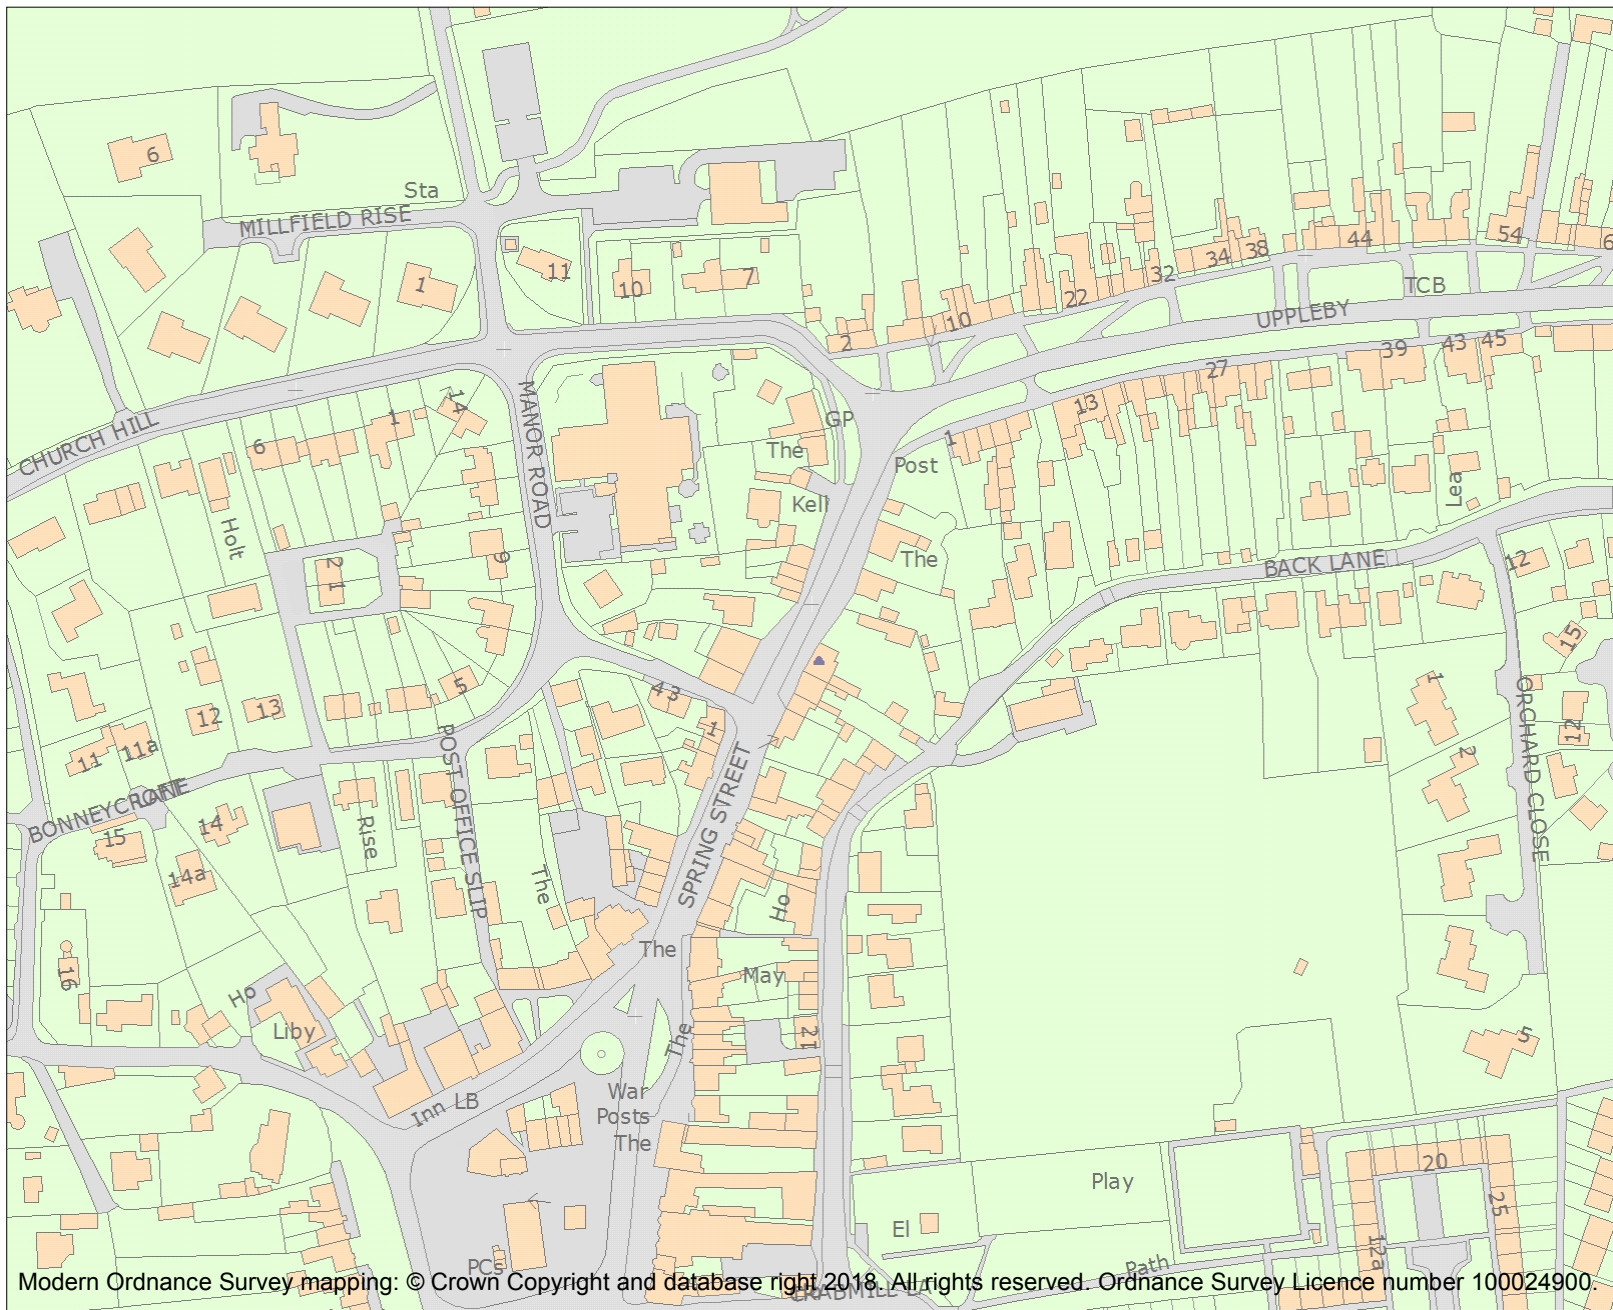 6
Sta
MILLFIELD RISE
1
11
10
7
2
10
22
32
34
38
44
54
6
TCB
UPPLEBY
CHURCH HILL
6
1
14
MANOR ROAD
GP
The
Post
Kell
1
13
27
39
43
45
Lea
Holt
2
1
9
The
BACK LANE
12
15
5
4
3
1
12
13
11
11a
BONNEYCROFT
LANE
15
14
14a
Rise
POST OFFICE SLIP
The
SPRING STREET
Ho
1
2
12
ORCHARD CLOSE
16
Ho
Liby
The
May
The
21
5
War
Posts
The
Inn
LB
Play
El
20
25
12a
Path
PCs
CRABMILL LA
Modern Ordnance Survey mapping: © Crown Copyright and database right 2018. All rights reserved. Ordnance Survey Licence number 100024900.